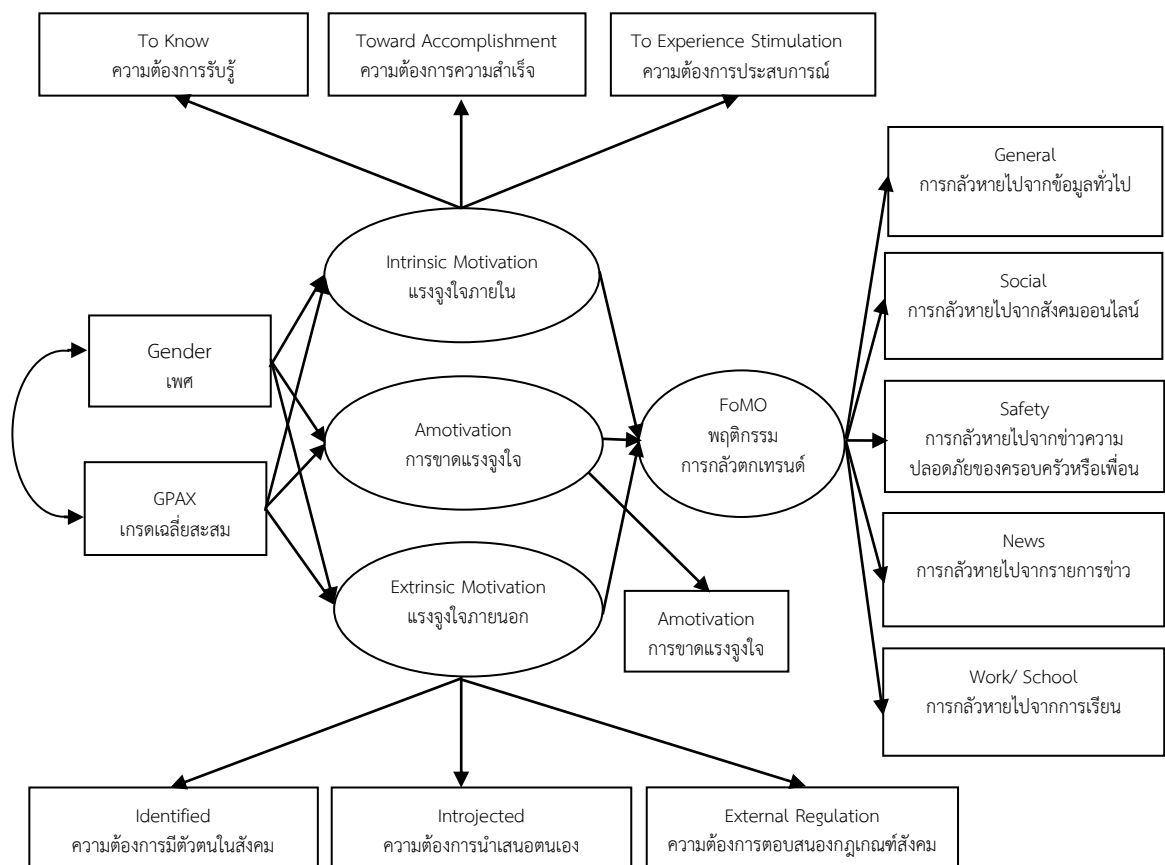 To Know
ความต้องการรับรู้
Toward Accomplishment
ความต้องการความสำเร็จ
To Experience Stimulation
ความต้องการประสบการณ์
General
การกลัวหายไปจากข้อมูลทั่วไป
Intrinsic Motivation
แรงจูงใจภายใน
Social
การกลัวหายไปจากสังคมออนไลน์
Gender
เพศ
Amotivation
การขาดแรงจูงใจ
FoMO
พฤติกรรม
การกลัวตกเทรนด์
Safety
การกลัวหายไปจากข่าวความ
ปลอดภัยของครอบครัวหรือเพื่อน
GPAX
เกรดเฉลี่ยสะสม
News
การกลัวหายไปจากรายการข่าว
Extrinsic Motivation
แรงจูงใจภายนอก
Amotivation
การขาดแรงจูงใจ
Work/ School
การกลัวหายไปจากการเรียน
Identified
ความต้องการมีตัวตนในสังคม
Introjected
ความต้องการนำเสนอตนเอง
External Regulation
ความต้องการตอบสนองกฎเกณฑ์สังคม